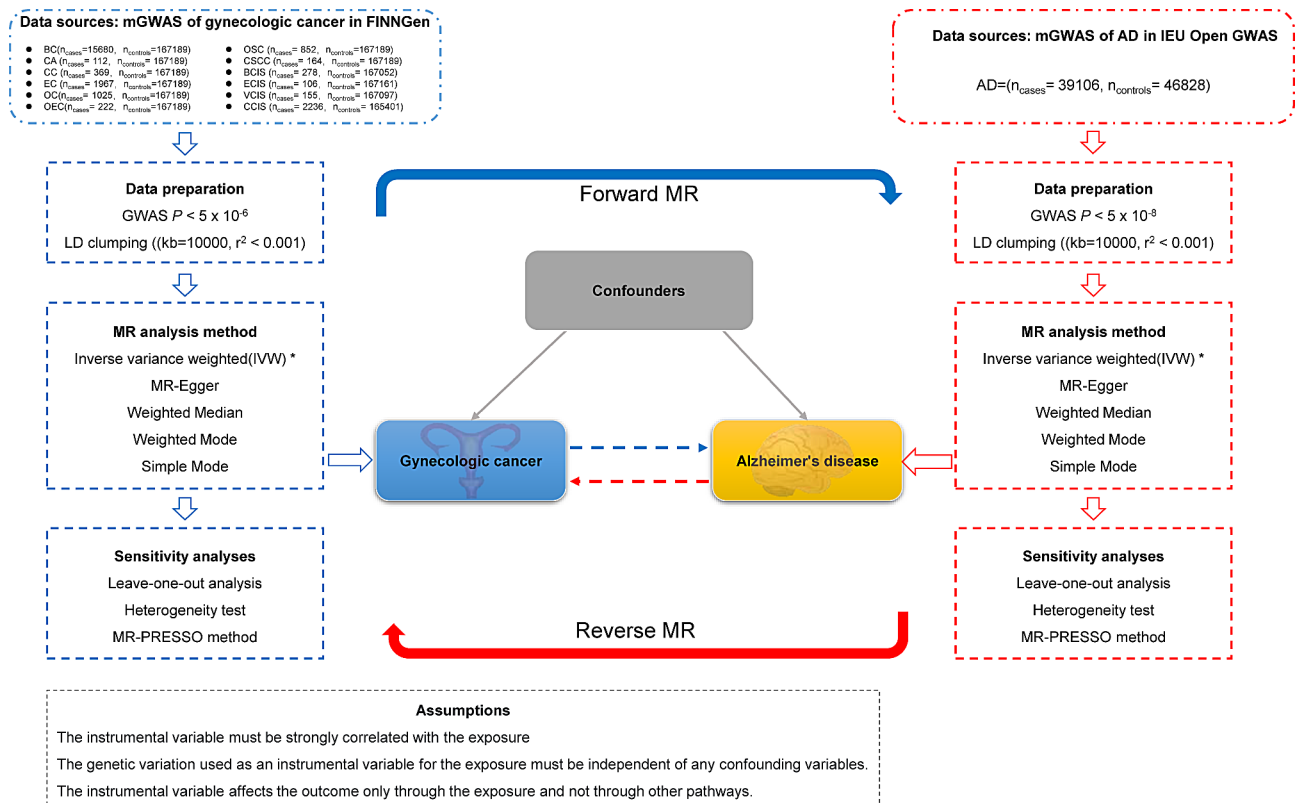 Data sources: mGWAS of gynecologic cancer in FINNGen
● BC(ncases=15680, ncontrols=167189)
● CA(ncases= 112, ncontrols= 167189)
● CC(ncases= 369, ncontrols= 167189)
● EC(ncases= 1967, ncontrols=167189)
● OC(ncases= 1025, ncontrols=167189)
● OEC(ncases= 222, ncontrols=167189)
● OSC(ncases= 852, ncontrols=167189)
● CSCC (ncases= 164, ncontrols=167189)
● BCIS (ncases= 278, ncontrols= 167052)
● ECIS (ncases= 106, ncontrols= 167161)
● VCIS (ncases= 155, ncontrols= 167097)
● CCIS (ncases= 2236, ncontrols= 165401)
Data preparation
GWAS P < 5 x 10-6
LD clumping ((kb=10000, r2 < 0.001)
MR analysis method
Inverse variance weighted(IVW) *
MR-Egger
Weighted Median
Weighted Mode
Simple Mode
Sensitivity analyses
Leave-one-out analysis
Heterogeneity test
MR-PRESSO method
Forward MR
Confounders
Gynecologic cancer
Alzheimer's disease
Reverse MR
Data sources: mGWAS of AD in IEU Open GWAS
AD=(ncases= 39106, ncontrols= 46828)
Data preparation
GWAS P < 5 x 10-8
LD clumping ((kb=10000, r2 < 0.001)
MR analysis method
Inverse variance weighted(IVW) *
MR-Egger
Weighted Median
Weighted Mode
Simple Mode
Sensitivity analyses
Leave-one-out analysis
Heterogeneity test
MR-PRESSO method
Assumptions
The instrumental variable must be strongly correlated with the exposure
The genetic variation used as an instrumental variable for the exposure must be independent of any confounding variables.
The instrumental variable affects the outcome only through the exposure and not through other pathways.